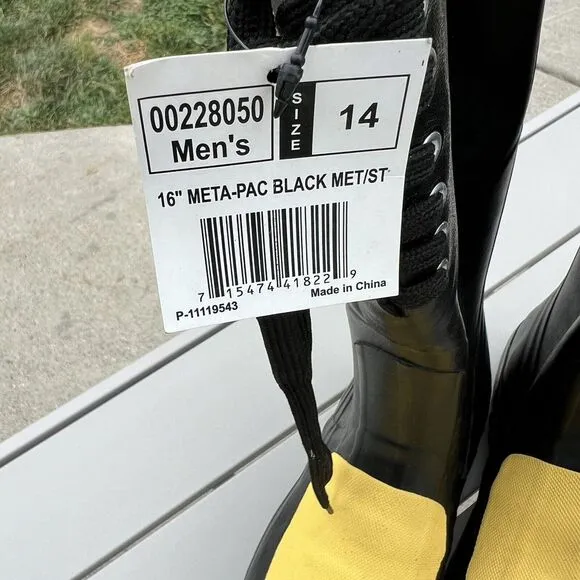 00228050
Men's
SIZE
14
16" META-PAC BLACK MET/ST
7 15474 41822 9
Made in China
P-11119543